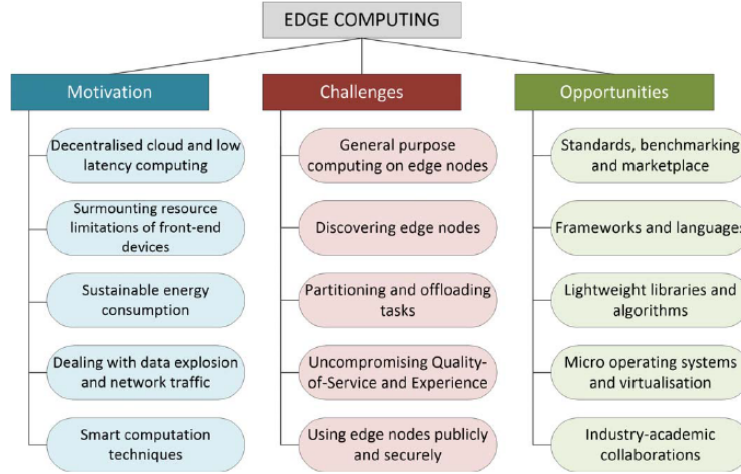 EDGE COMPUTING
Motivation
Decentralised cloud and low
latency computing
Surmounting resource
limitations of front-end
devices
Sustainable energy
consumption
Dealing with data explosion
and network traffic
Smart computation
techniques
Challenges
General purpose
computing on edge nodes
Discovering edge nodes
Partitioning and offloading
tasks
Uncompromising Quality-
of-Service and Experience
Using edge nodes publicly
and securely
Opportunities
Standards, benchmarking
and marketplace
Frameworks and languages
Lightweight libraries and
algorithms
Micro operating systems
and virtualisation
Industry-academic
collaborations